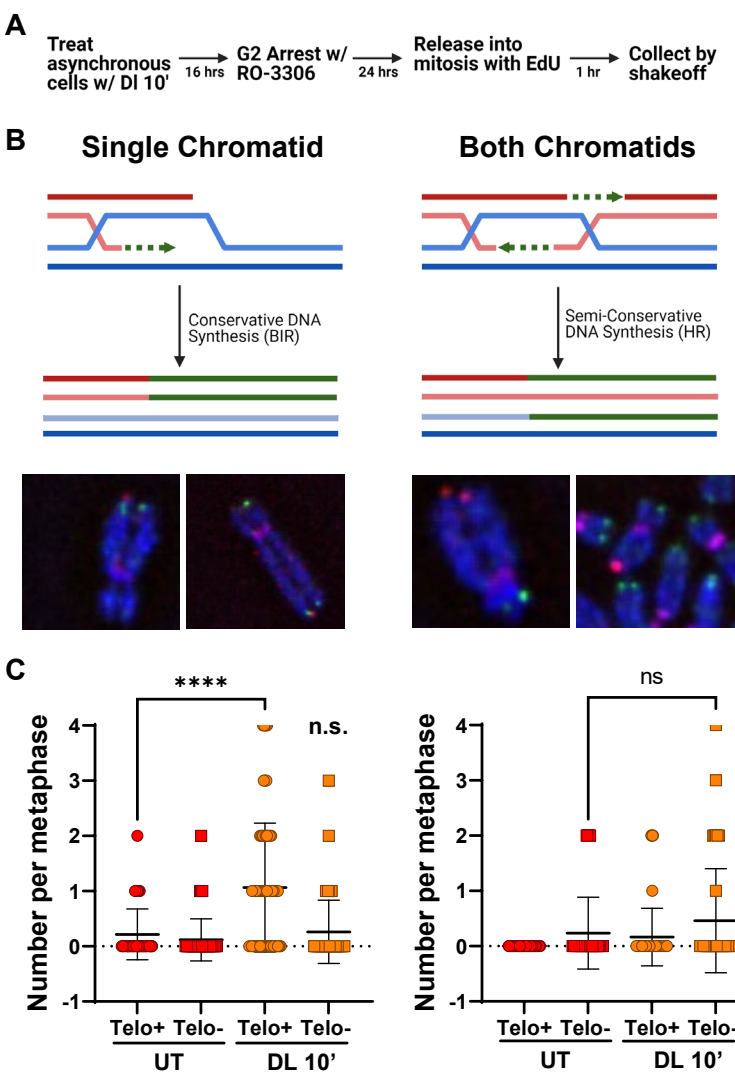 A
Treat
asynchronous
cells w/ Dl 10'
16 hrs
G2 Arrest w/
RO-3306
24 hrs
Release into
mitosis with EdU
1 hr
Collect by
shakeoff
B
Single Chromatid
Both Chromatids
Conservative DNA
Synthesis (BIR)
Semi-Conservative
DNA Synthesis (HR)
C
Number per metaphase
4
3
2
1
0
-1
****
n.s.
Telo+ Telo- Telo+ Telo-
UT DL 10’
Number per metaphase
4
3
2
1
0
-1
ns
Telo+ Telo- Telo+ Telo-
UT DL 10’